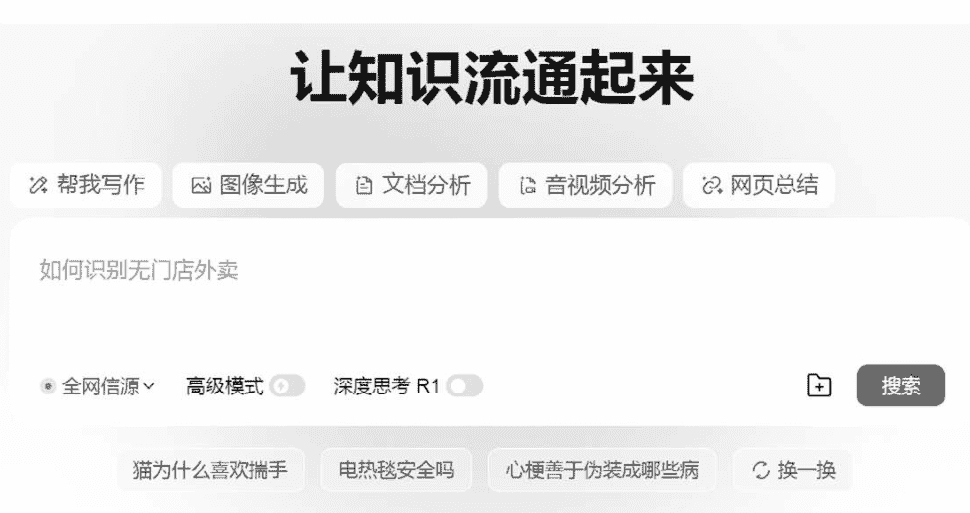 让知识流通起来
帮我写作 图像生成 文档分析 音视频分析 网页总结
如何识别无门店外卖
全网信源 高级模式 深度思考 R1 搜索
猫为什么喜欢揣手 电热毯安全吗 心梗善于伪装成哪些病 换一换